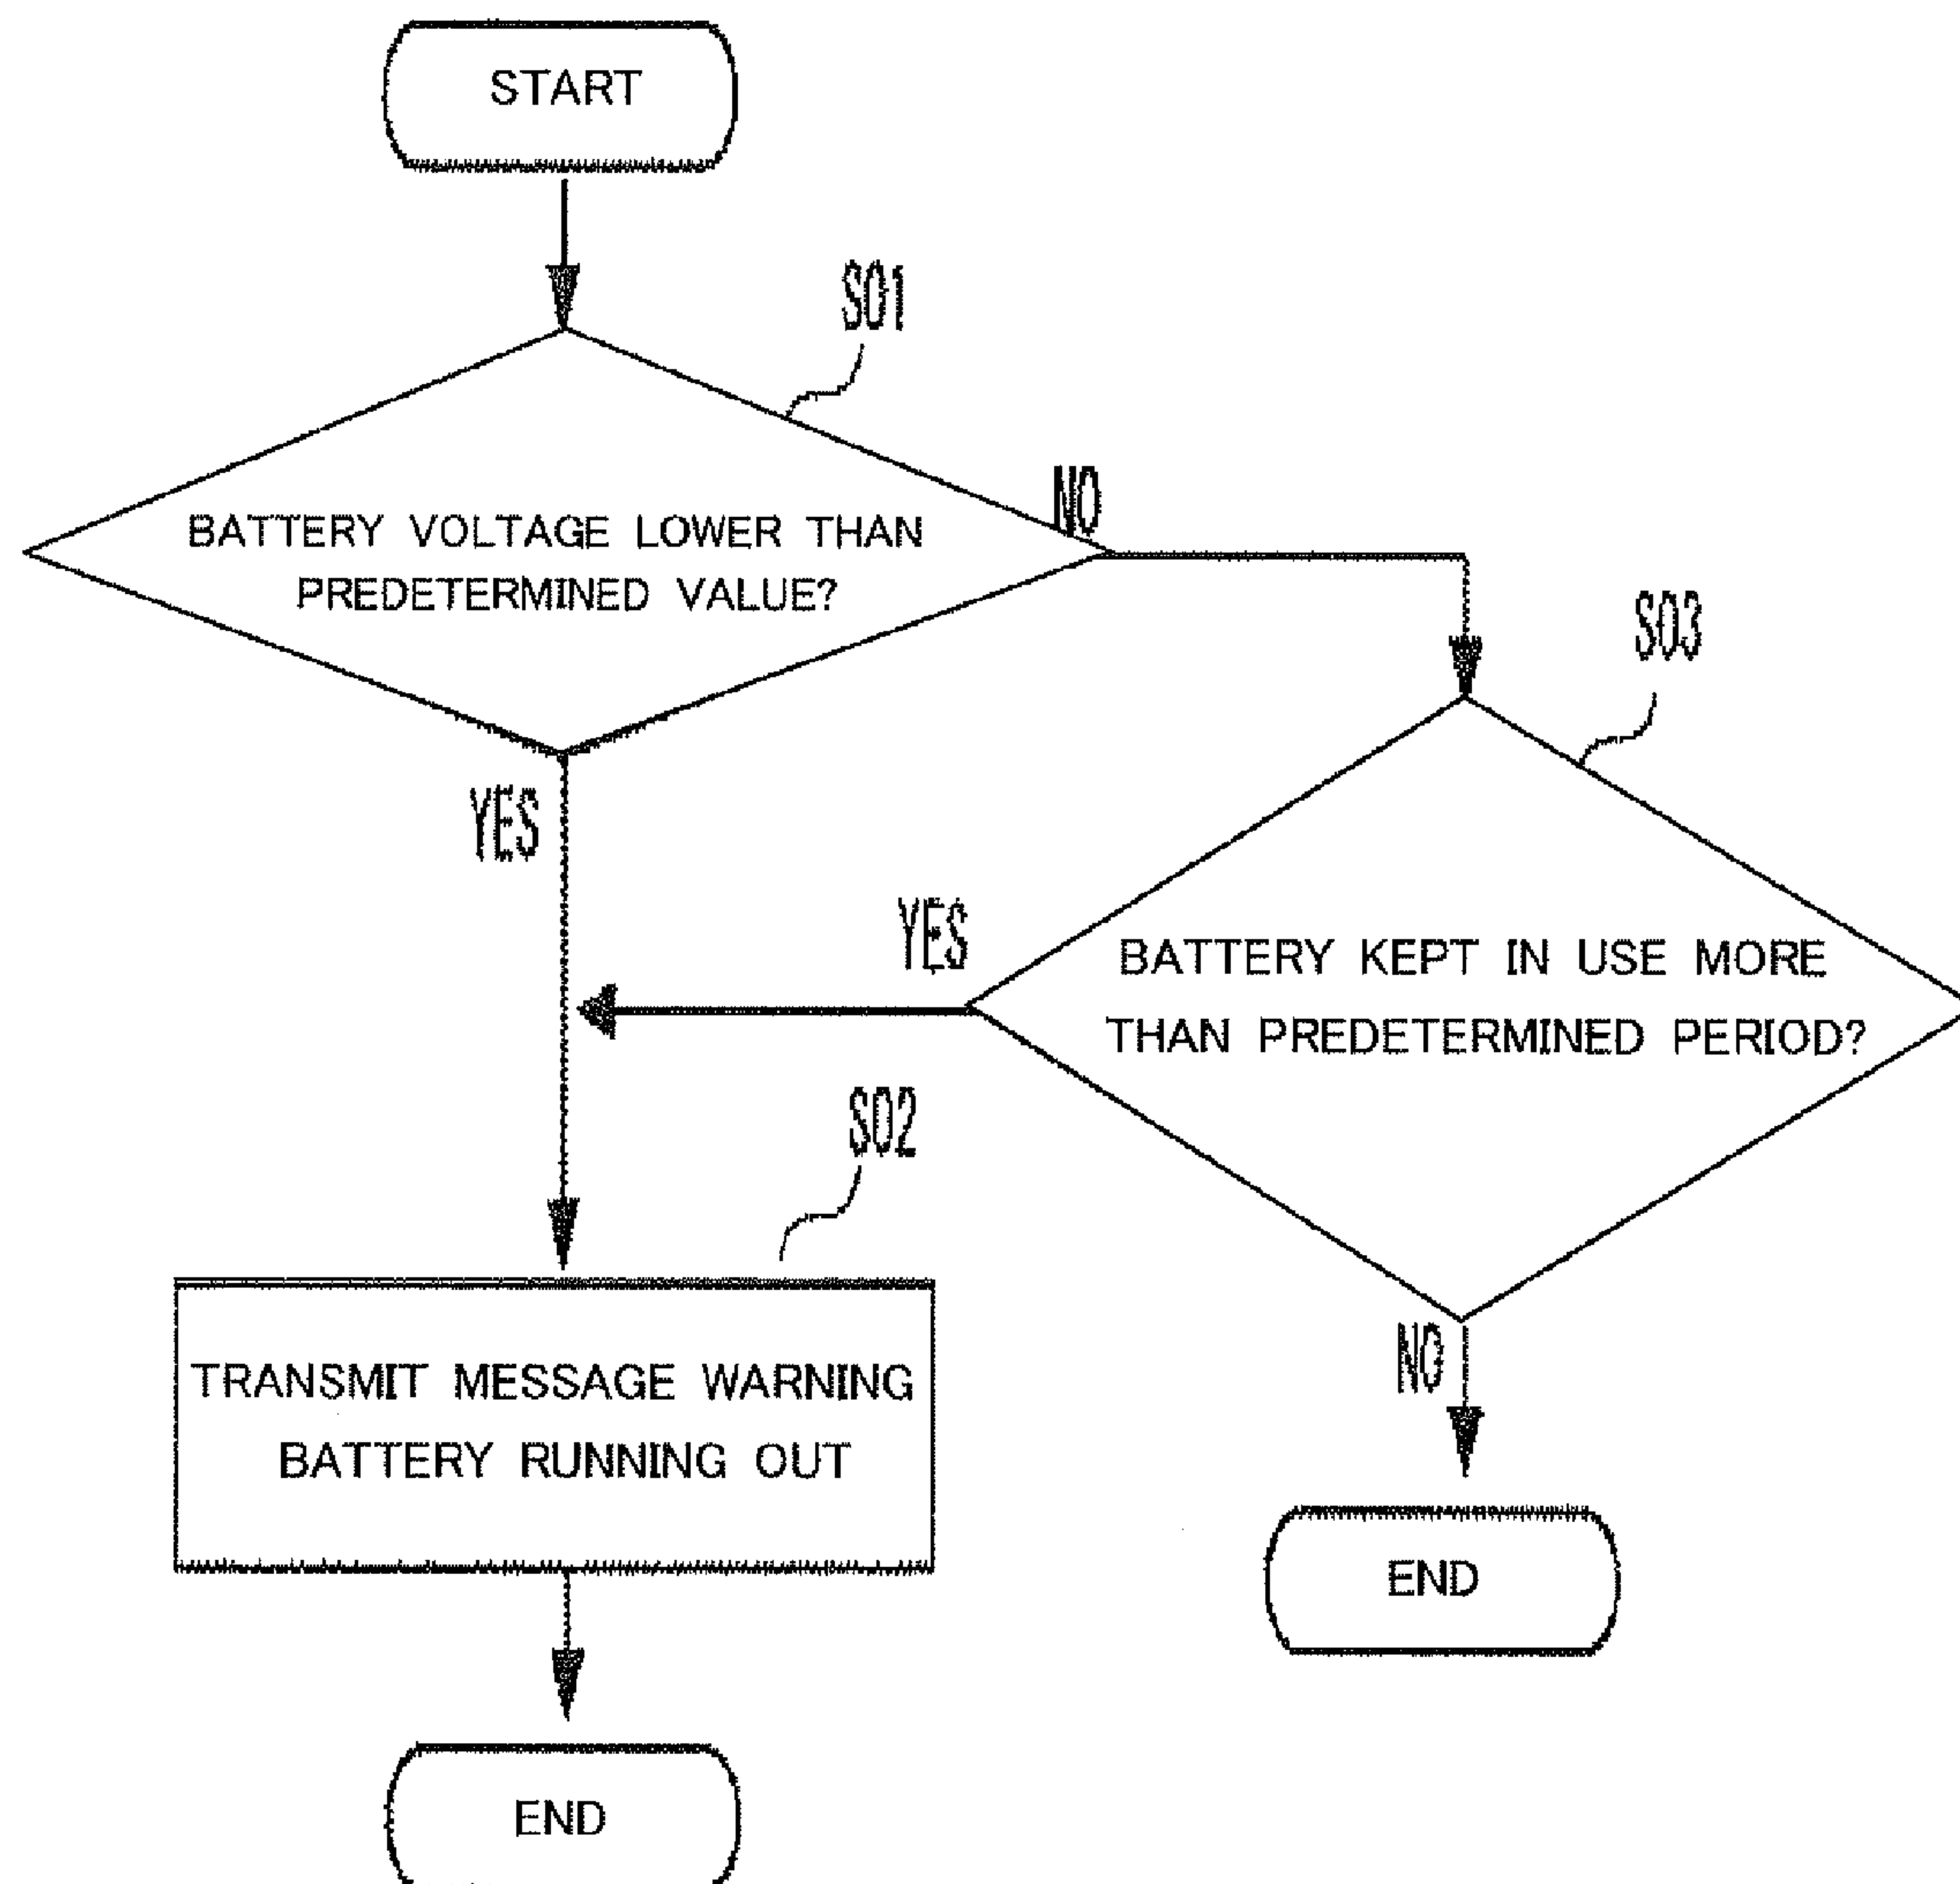 START
S01
NO
BATTERY VOLTAGE LOWER THAN
PREDETERMINED VALUE?
S03
YES
YES
BATTERY KEPT IN USE MORE
THAN PREDETERMINED PERIOD?
S02
NO
TRANSMIT MESSAGE WARNING
BATTERY RUNNING OUT
END
END